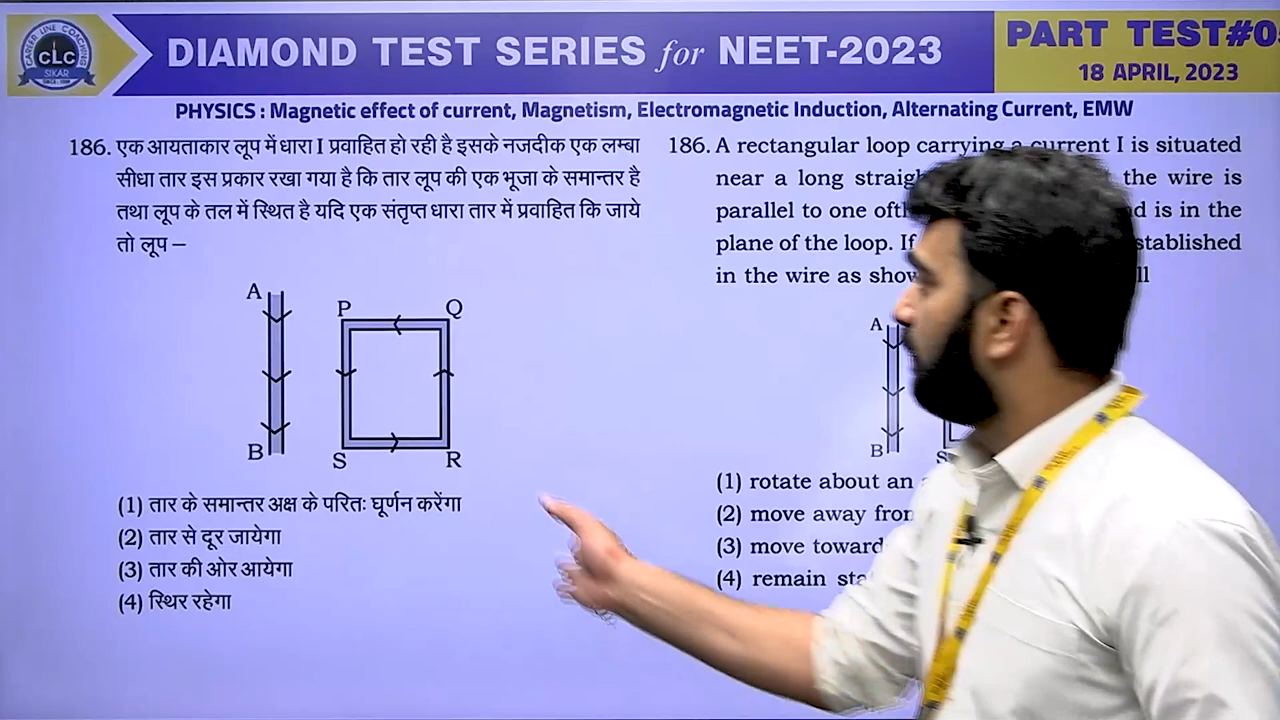 CAREER LINE COACHING
CLC
SIKAR
DIAMOND TEST SERIES for NEET-2023
PART TEST#0
18 APRIL, 2023
PHYSICS : Magnetic effect of current, Magnetism, Electromagnetic Induction, Alternating Current, EMW
186. एक आयताकार लूप में धारा I प्रवाहित हो रही है इसके नजदीक एक लम्बा
सीधा तार इस प्रकार रखा गया है कि तार लूप की एक भूजा के समान्तर है
तथा लूप के तल में स्थित है यदि एक संतृप्त धारा तार में प्रवाहित कि जाये
तो लूप –
A
P Q
B
S R
(1) तार के समान्तर अक्ष के परितः घूर्णन करेंगा
(2) तार से दूर जायेगा
(3) तार की ओर आयेगा
(4) स्थिर रहेगा
186. A rectangular loop carrying a current I is situated
near a long straig the wire is
parallel to one ofth d is in the
plane of the loop. If stablished
in the wire as show ll
A
B
S
(1) rotate about an
(2) move away from
(3) move toward
(4) remain sta